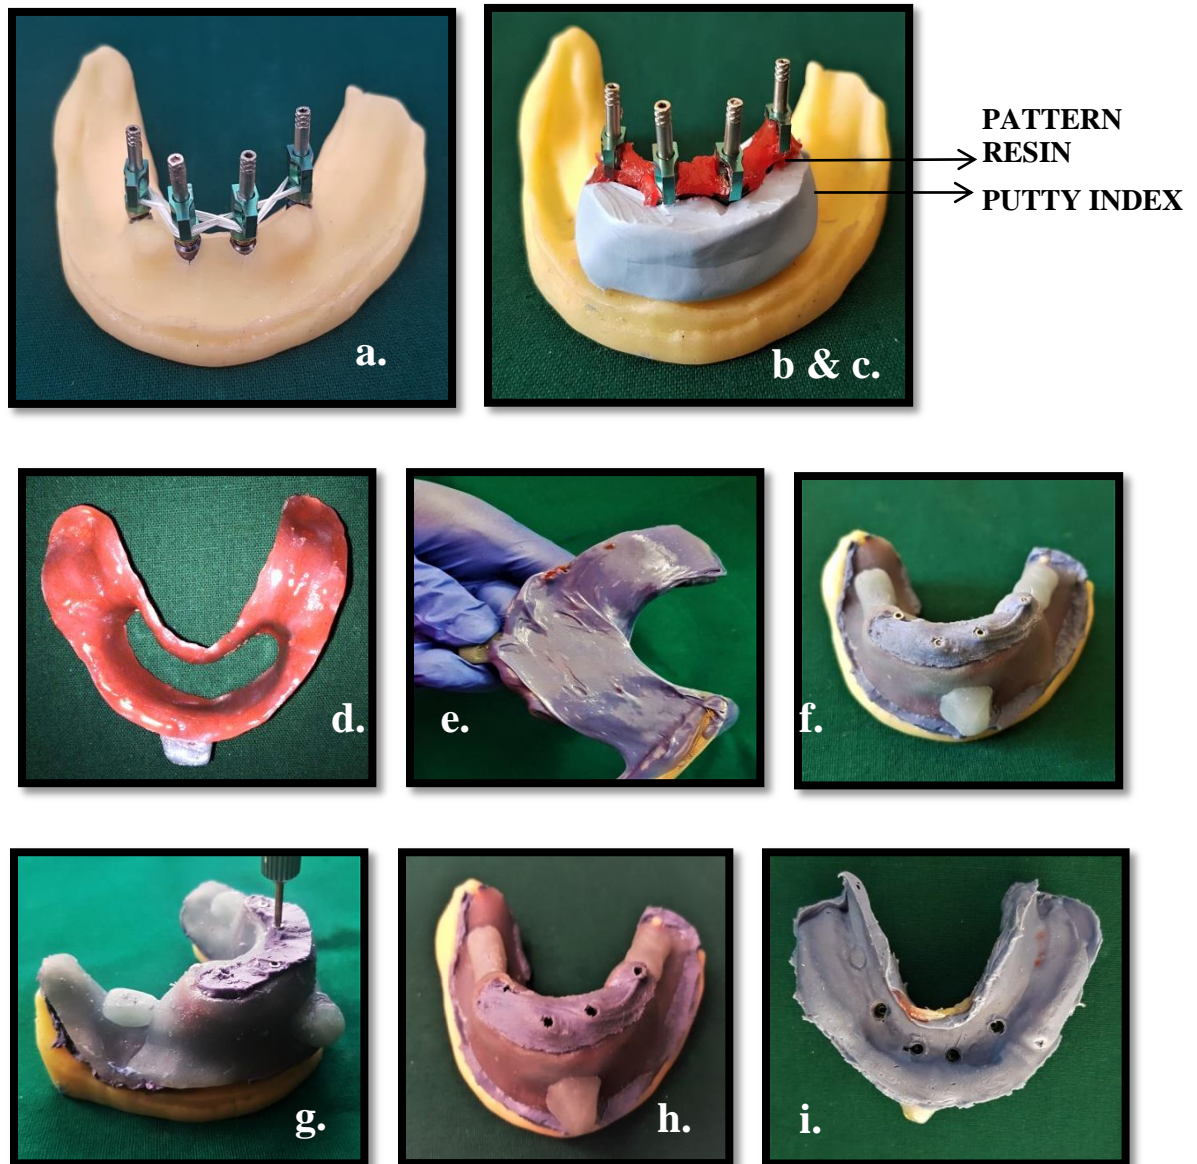 PATTERN
RESIN
PUTTY INDEX
a.
b & c.
d.
e.
f.
g.
h.
i.